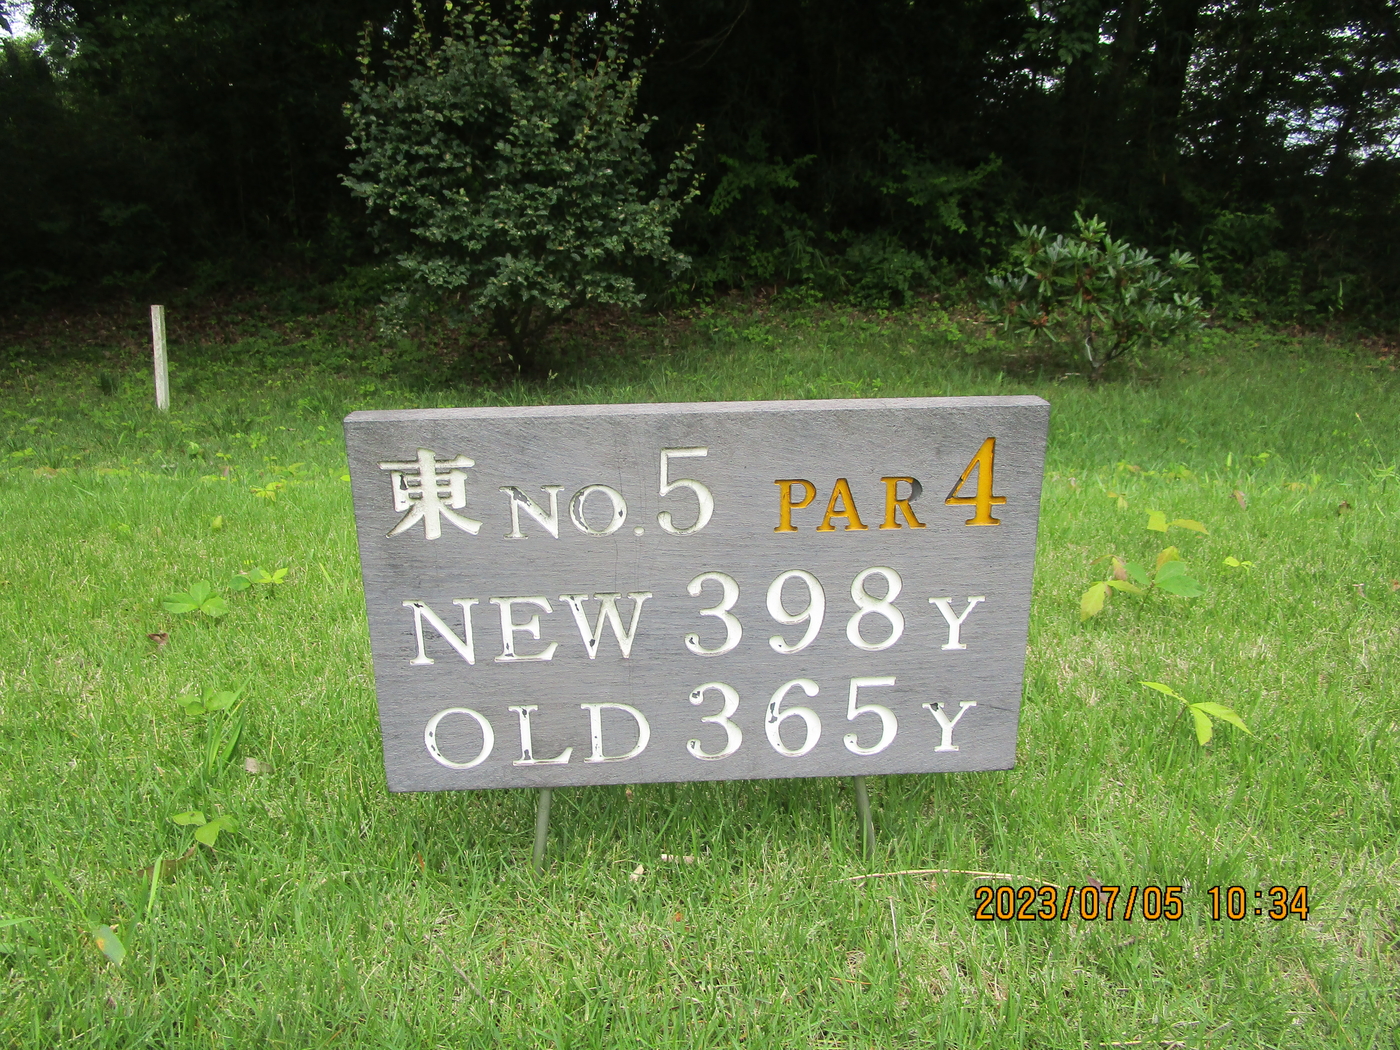 東 NO.5 PAR 4
NEW 398 Y
OLD 365 Y
2023/07/05 10:34